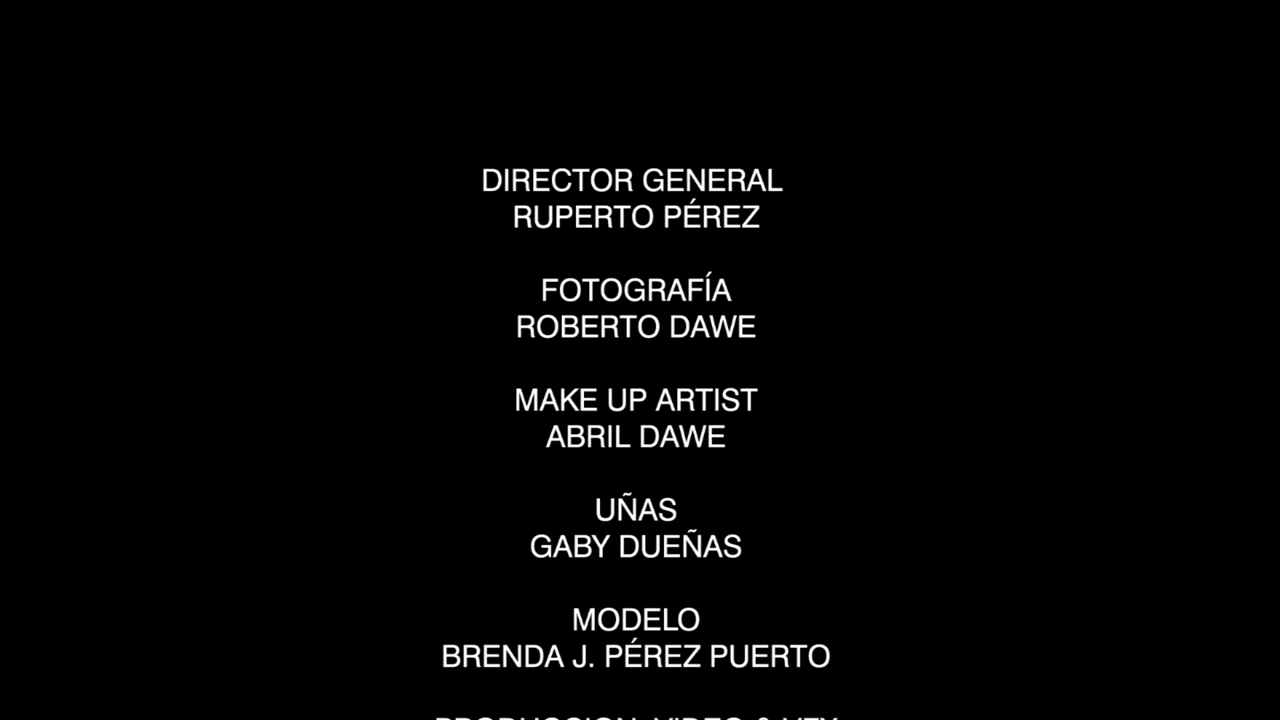 DIRECTOR GENERAL
RUPERTO PÉREZ
FOTOGRAFÍA
ROBERTO DAWE
MAKE UP ARTIST
ABRIL DAWE
UÑAS
GABY DUEÑAS
MODELO
BRENDA J. PÉREZ PUERTO